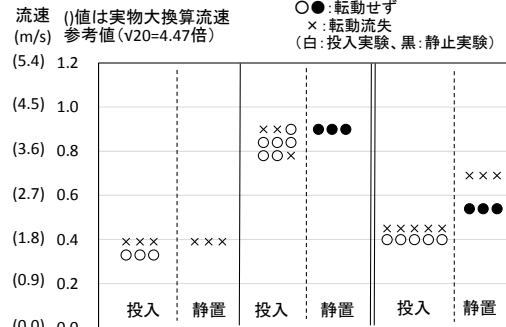 流速 ()値は実物大換算流速
(m/s) 参考値(√20=4.47倍)
○●:転動せず
×:転動流失
(白:投入実験、黒:静止実験)
(5.4) 1.2
(4.5) 1.0
(3.6) 0.8
(2.7) 0.6
(1.8) 0.4
(0.9) 0.2
(0.0) 0.0
投入 静置 投入 静置 投入 静置